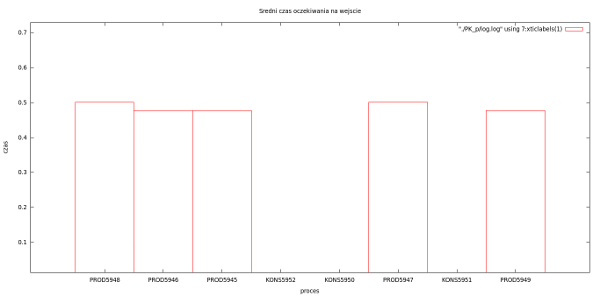 Sredni czas oczekiwania na wejscie
"./PK_p/log.log" using 7:xticlabels(1)
0.7
0.6
0.5
0.4
0.3
0.2
0.1
czas
PROD5948 PROD5946 PROD5945 KONS5952 KONS5950 PROD5947 KONS5951 PROD5949
proces